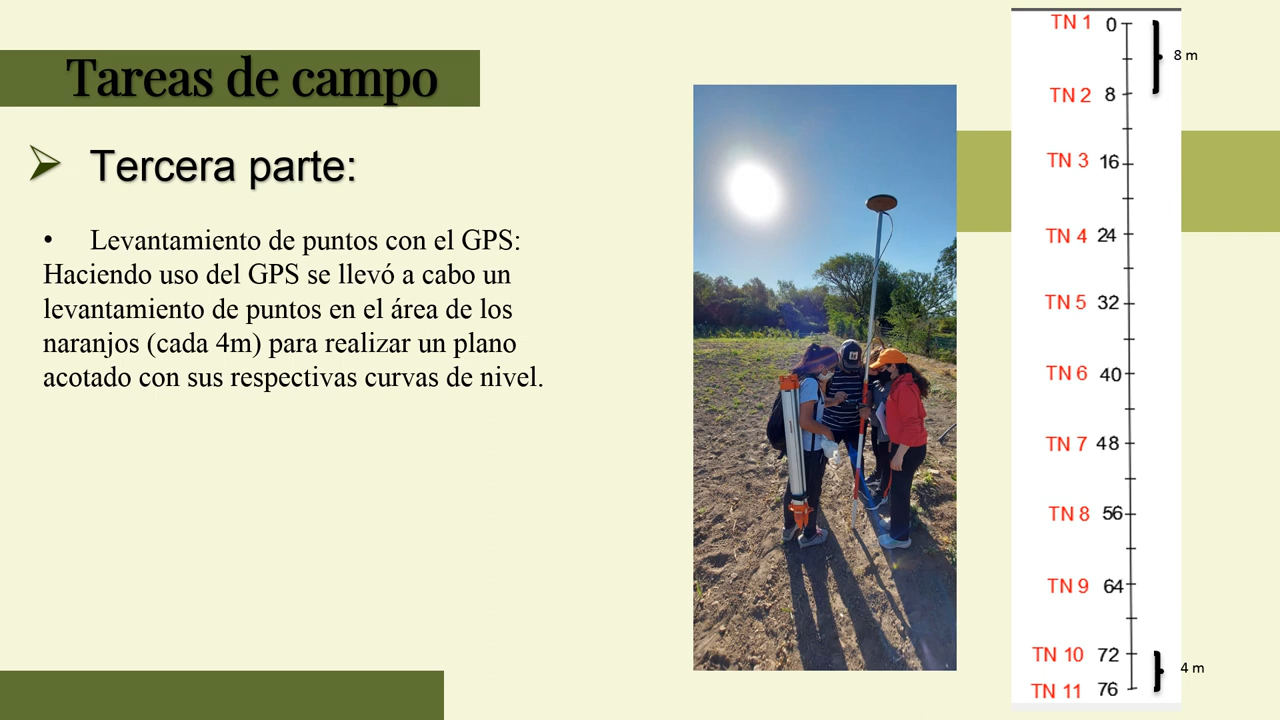 Tareas de campo
Tercera parte:
• Levantamiento de puntos con el GPS:
Haciendo uso del GPS se llevó a cabo un
levantamiento de puntos en el área de los
naranjos (cada 4m) para realizar un plano
acotado con sus respectivas curvas de nivel.
TN 1 0
8 m
TN 2 8
TN 3 16
TN 4 24
TN 5 32
TN 6 40
TN 7 48
TN 8 56
TN 9 64
TN 10 72
4 m
TN 11 76